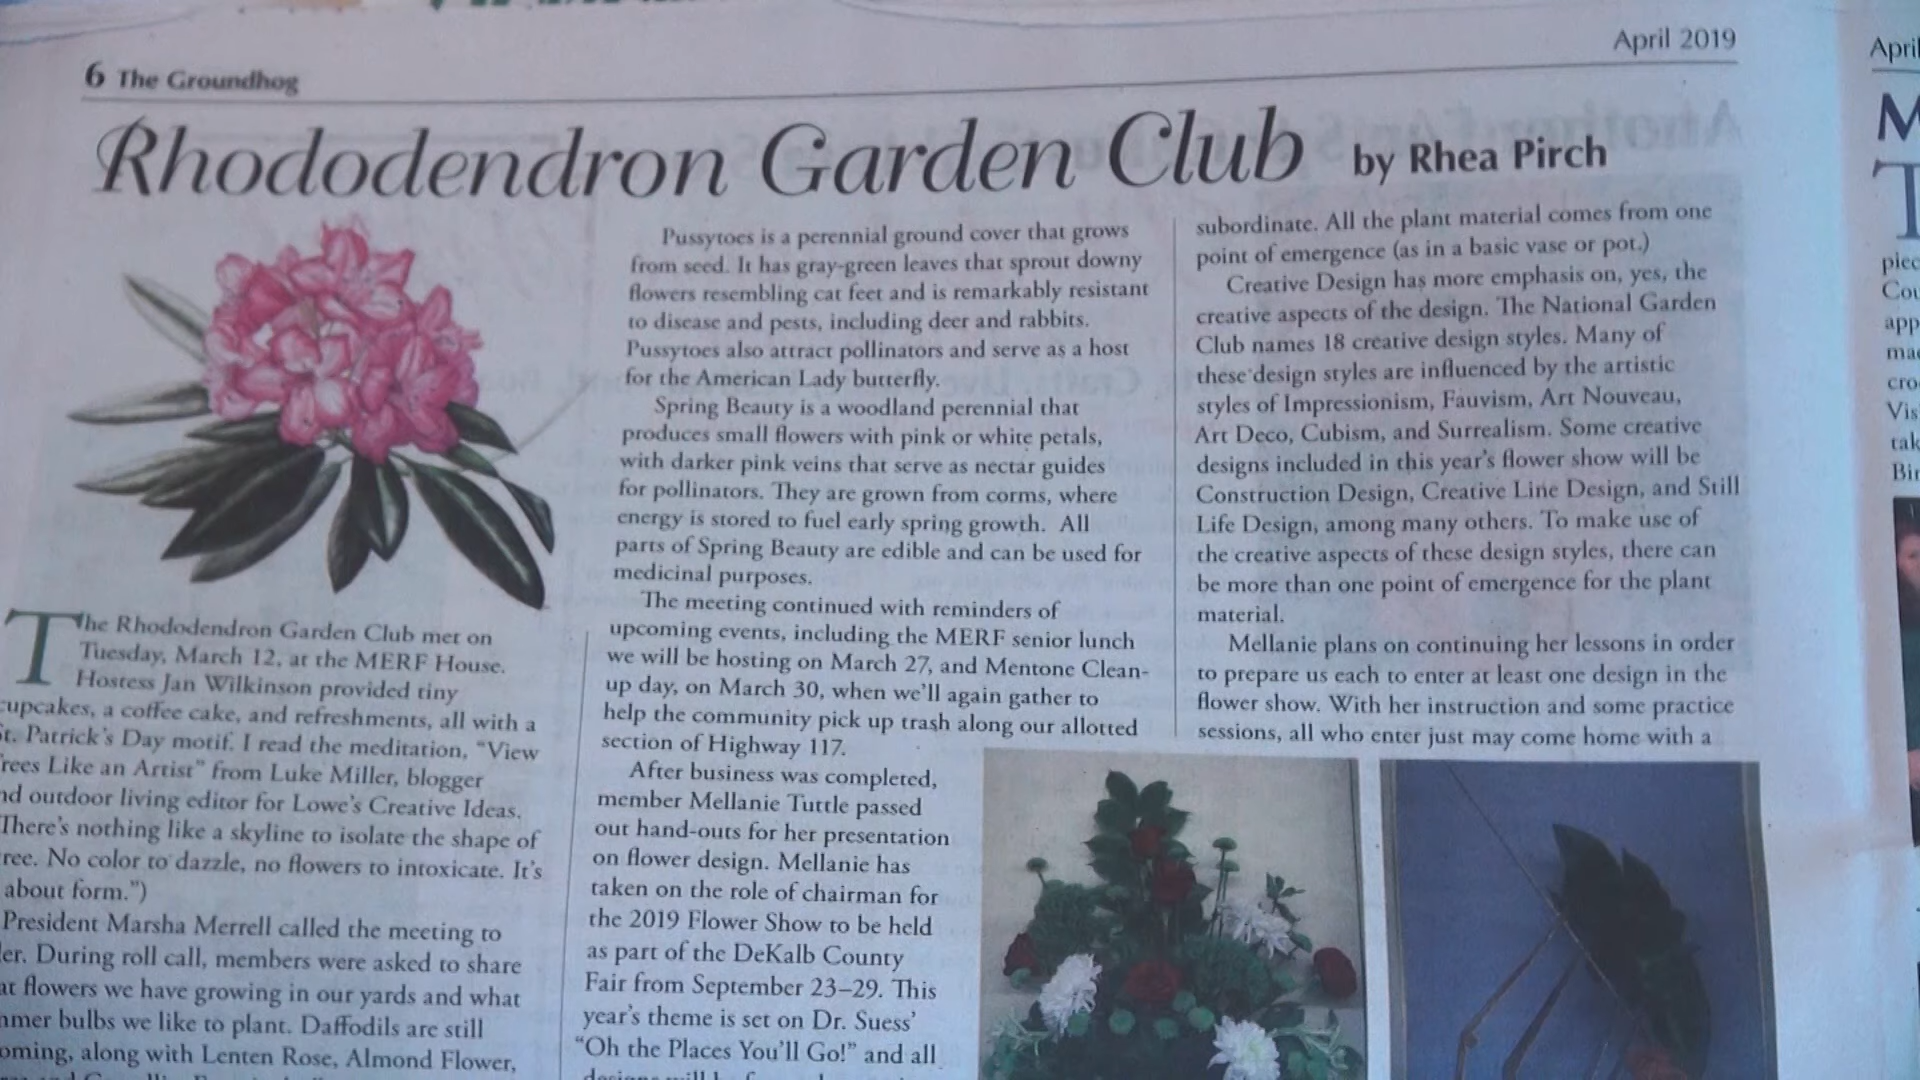 6 The Groundhog
April 2019
Rhododendron Garden Club by Rhea Pirch
The Rhododendron Garden Club met on
Tuesday, March 12, at the MERF House.
Hostess Jan Wilkinson provided tiny
cupcakes, a coffee cake, and refreshments, all with a
St. Patrick's Day motif. I read the meditation, "View
rees Like an Artist" from Luke Miller, blogger
nd outdoor living editor for Lowe's Creative Ideas.
There's nothing like a skyline to isolate the shape of
ree. No color to dazzle, no flowers to intoxicate. It's
about form.")
President Marsha Merrell called the meeting to
er. During roll call, members were asked to share
at flowers we have growing in our yards and what
mmer bulbs we like to plant. Daffodils are still
oming, along with Lenten Rose, Almond Flower,
Pussytoes is a perennial ground cover that grows
from seed. It has gray-green leaves that sprout downy
flowers resembling cat feet and is remarkably resistant
to disease and pests, including deer and rabbits.
Pussytoes also attract pollinators and serve as a host
for the American Lady butterfly.
Spring Beauty is a woodland perennial that
produces small flowers with pink or white petals,
with darker pink veins that serve as nectar guides
for pollinators. They are grown from corms, where
energy is stored to fuel early spring growth. All
parts of Spring Beauty are edible and can be used for
medicinal purposes.
The meeting continued with reminders of
upcoming events, including the MERF senior lunch
we will be hosting on March 27, and Mentone Clean-
up day, on March 30, when we'll again gather to
help the community pick up trash along our allotted
section of Highway 117.
After business was completed,
member Mellanie Tuttle passed
out hand-outs for her presentation
on flower design. Mellanie has
taken on the role of chairman for
the 2019 Flower Show to be held
as part of the DeKalb County
Fair from September 23–29. This
year's theme is set on Dr. Suess'
"Oh the Places You'll Go!" and all
subordinate. All the plant material comes from one
point of emergence (as in a basic vase or pot.)
Creative Design has more emphasis on, yes, the
creative aspects of the design. The National Garden
Club names 18 creative design styles. Many of
these design styles are influenced by the artistic
styles of Impressionism, Fauvism, Art Nouveau,
Art Deco, Cubism, and Surrealism. Some creative
designs included in this year's flower show will be
Construction Design, Creative Line Design, and Still
Life Design, among many others. To make use of
the creative aspects of these design styles, there can
be more than one point of emergence for the plant
material.
Mellanie plans on continuing her lessons in order
to prepare us each to enter at least one design in the
flower show. With her instruction and some practice
sessions, all who enter just may come home with a
April
M
T
piec
Cou
app
mad
cro
Vis
tak
Bir